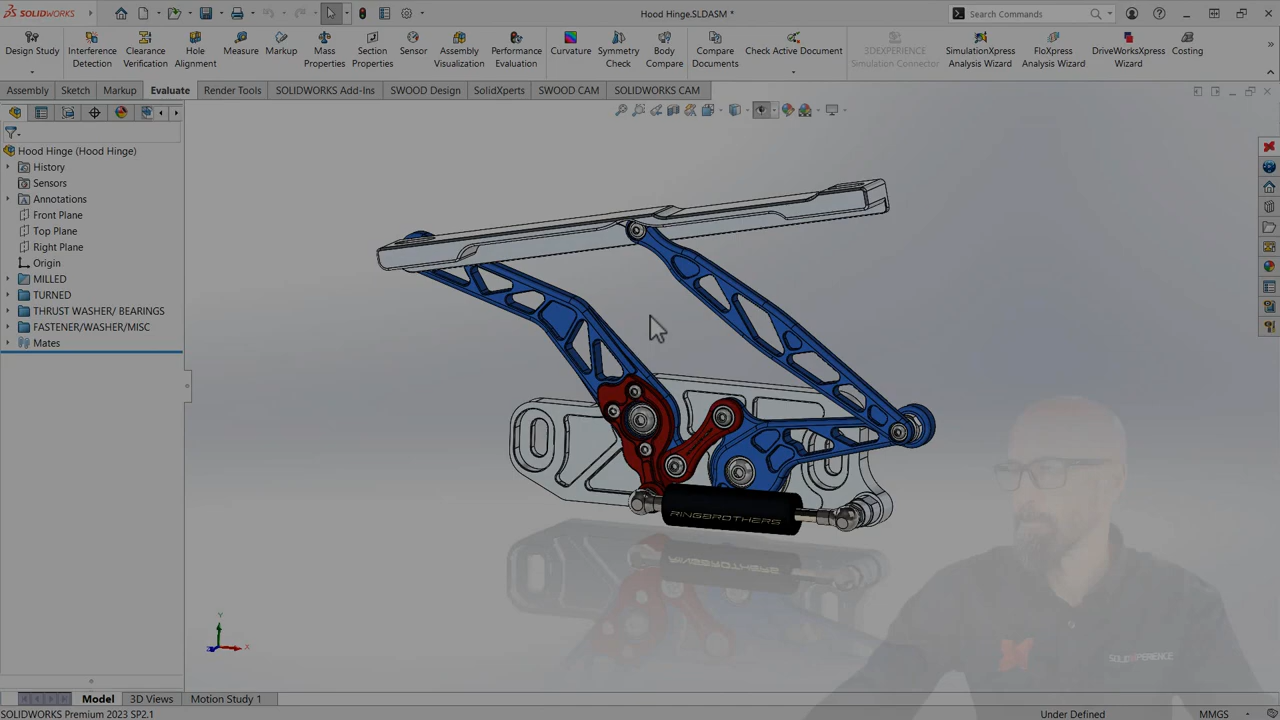 SOLIDWORKS
Hood Hinge.SLDASM *
Search Commands
Design Study
Interference Detection
Clearance Verification
Hole Alignment
Measure
Markup
Mass Properties
Section Properties
Sensor
Assembly Visualization
Performance Evaluation
Curvature
Symmetry Check
Body Compare
Compare Documents
Check Active Document
3DEXPERIENCE Simulation Connector
SimulationXpress Analysis Wizard
FloXpress Analysis Wizard
DriveWorksXpress Wizard
Costing
Assembly
Sketch
Markup
Evaluate
Render Tools
SOLIDWORKS Add-Ins
SWOOD Design
SolidXperts
SWOOD CAM
SOLIDWORKS CAM
Hood Hinge (Hood Hinge)
History
Sensors
Annotations
Front Plane
Top Plane
Right Plane
Origin
MILLED
TURNED
THRUST WASHER/ BEARINGS
FASTENER/WASHER/MISC
Mates
RINGBROTHERS
Y
X
Z
Model
3D Views
Motion Study 1
SOLIDWORKS Premium 2023 SP2.1
Under Defined
MMGS